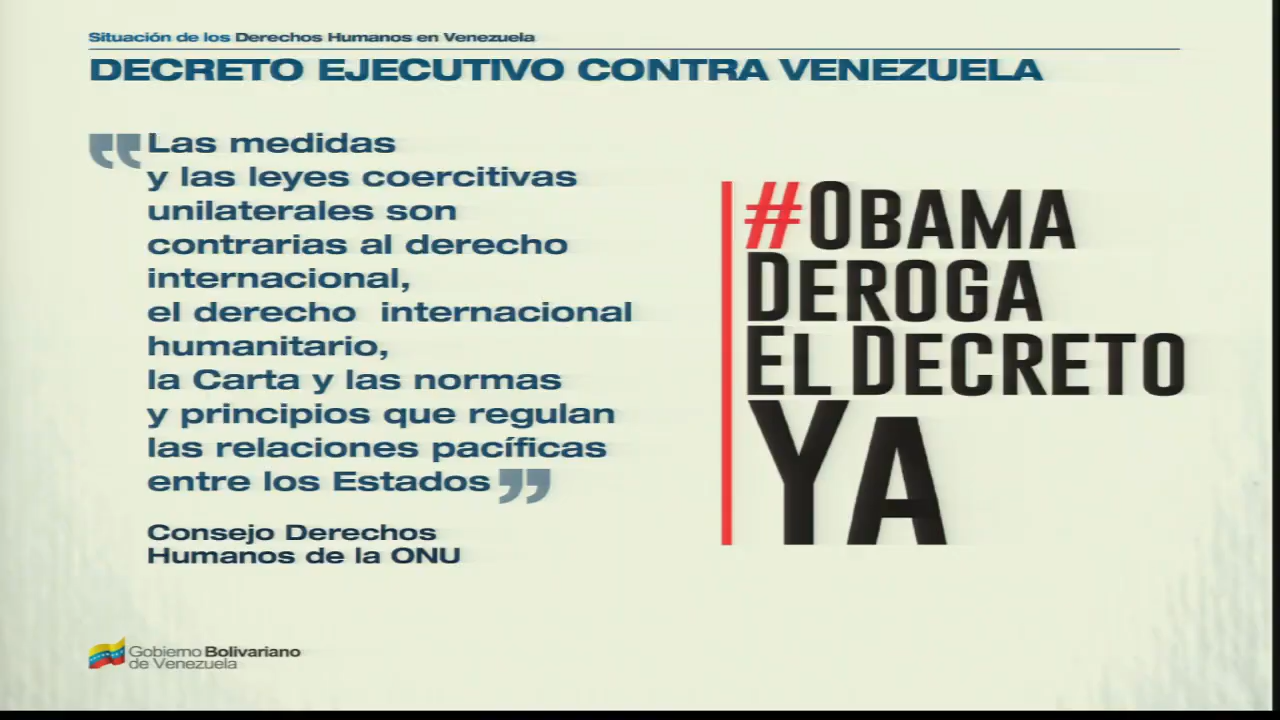 Situación de los Derechos Humanos en Venezuela
DECRETO EJECUTIVO CONTRA VENEZUELA
“Las medidas
y las leyes coercitivas
unilaterales son
contrarias al derecho
internacional,
el derecho internacional
humanitario,
la Carta y las normas
y principios que regulan
las relaciones pacíficas
entre los Estados”
Consejo Derechos
Humanos de la ONU
#OBAMA
DEROGA
EL DECRETO
YA
Gobierno Bolivariano
de Venezuela